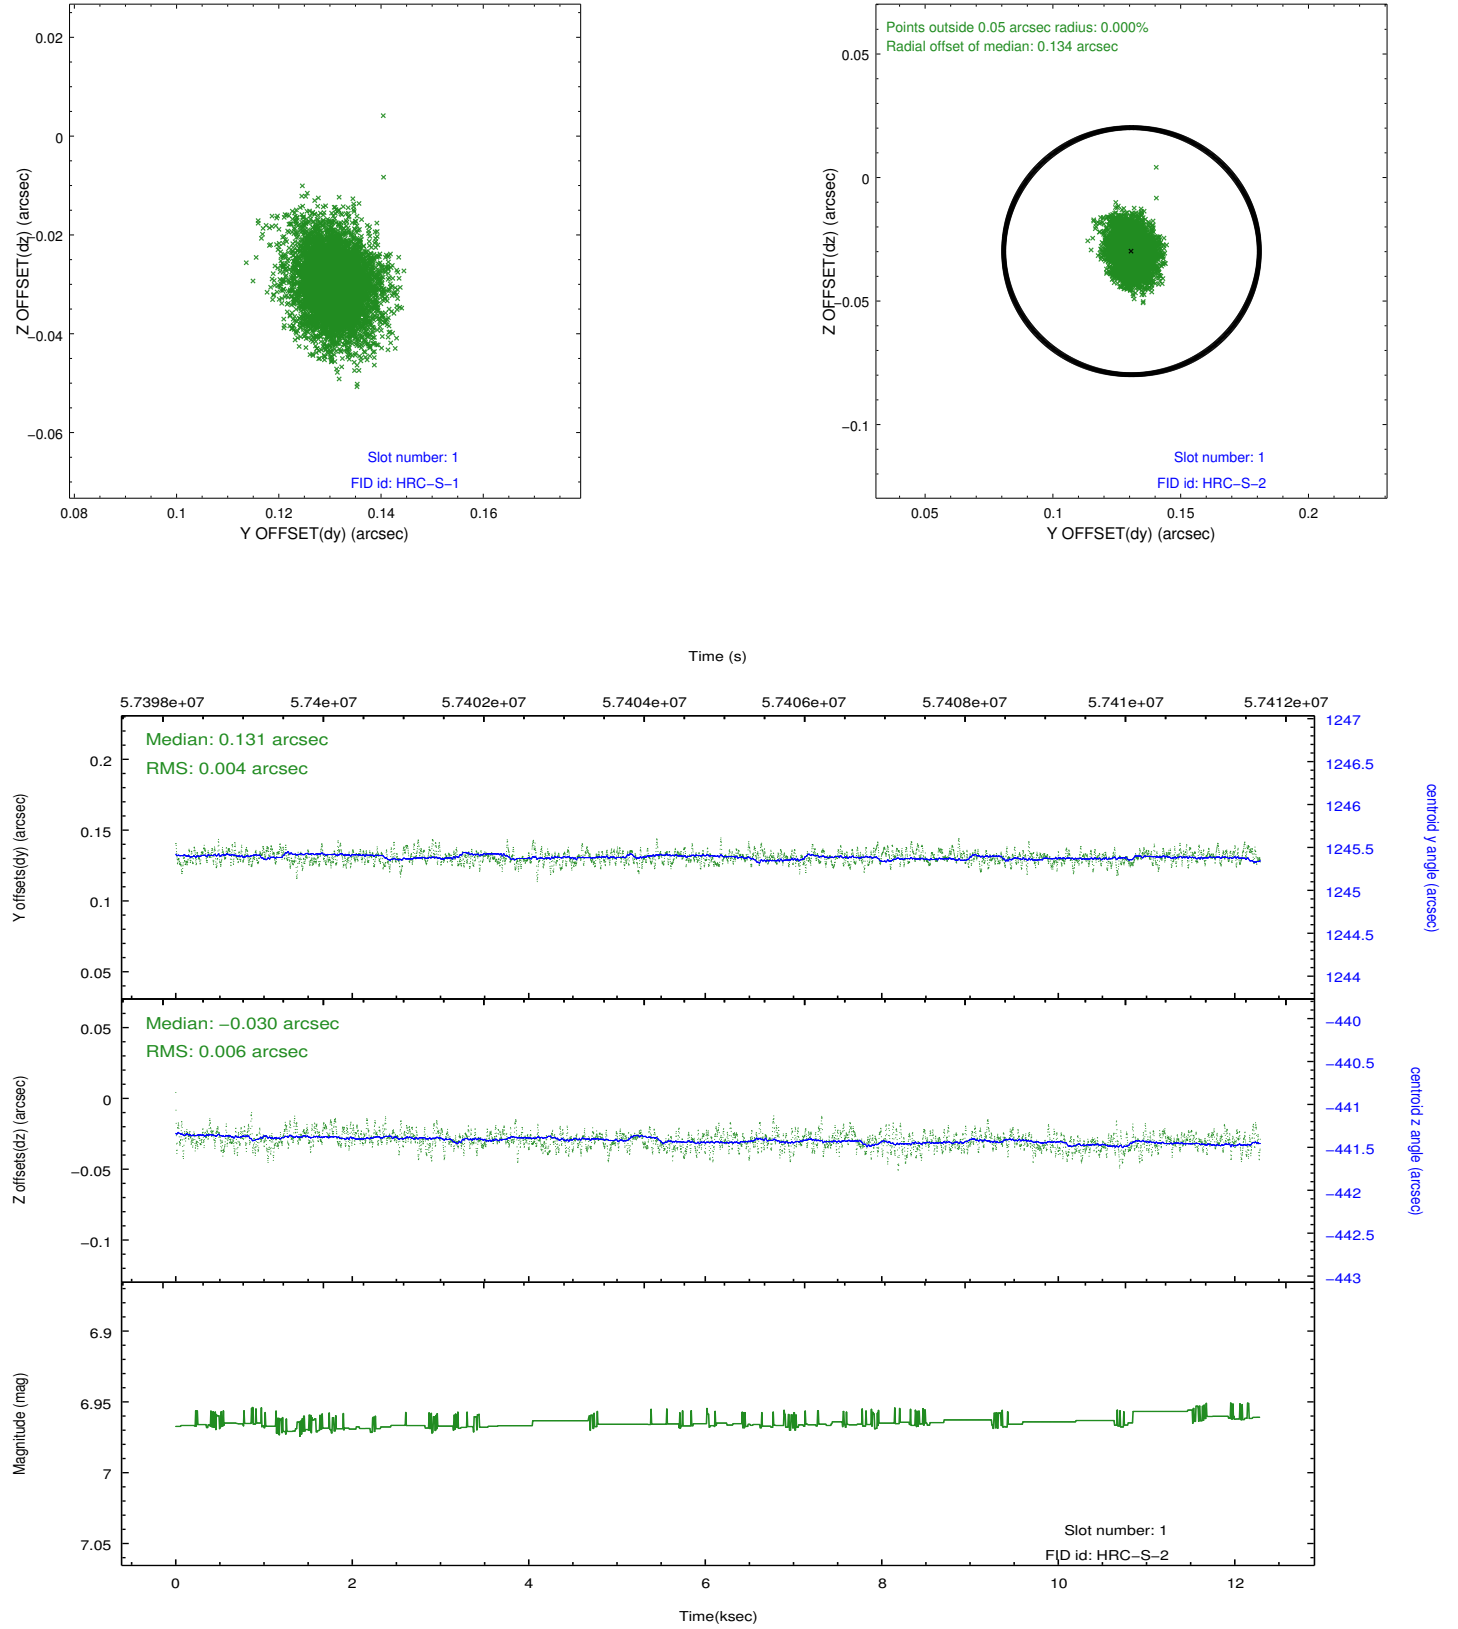 0.02
0
−0.02
−0.04
−0.06
Z OFFSET(dz) (arcsec)
Slot number: 1
FID id: HRC−S−1
0.08 0.1 0.12 0.14 0.16
Y OFFSET(dy) (arcsec)
Points outside 0.05 arcsec radius: 0.000%
Radial offset of median: 0.134 arcsec
0.05
0
−0.05
−0.1
Z OFFSET(dz) (arcsec)
Slot number: 1
FID id: HRC−S−2
0.05 0.1 0.15 0.2
Y OFFSET(dy) (arcsec)
Time (s)
5.7398e+07 5.74e+07 5.7402e+07 5.7404e+07 5.7406e+07 5.7408e+07 5.741e+07 5.7412e+07
Median: 0.131 arcsec
RMS: 0.004 arcsec
0.2
0.15
0.1
0.05
Y offsets(dy) (arcsec)
1247
1246.5
1246
1245.5
1245
1244.5
1244
centroid y angle (arcsec)
Median: −0.030 arcsec
RMS: 0.006 arcsec
0.05
0
−0.05
−0.1
Z offsets(dz) (arcsec)
−440
−440.5
−441
−441.5
−442
−442.5
−443
centroid z angle (arcsec)
6.9
6.95
7
7.05
Magnitude (mag)
Slot number: 1
FID id: HRC−S−2
0 2 4 6 8 10 12
Time(ksec)